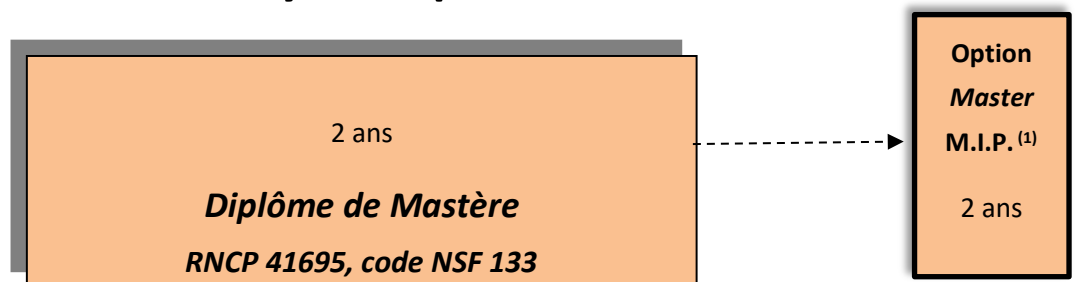 2 ans
Diplôme de Mastère
RNCP 41695, code NSF 133
Option
Master
M.I.P. (1)
2 ans